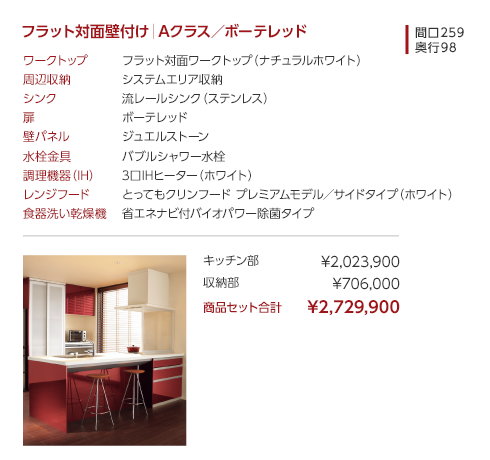 フラット対面壁付け｜Aクラス／ボーテレッド
間口259
奥行98
ワークトップ フラット対面ワークトップ（ナチュラルホワイト）
周辺収納 システムエリア収納
シンク 流レールシンク（ステンレス）
扉 ボーテレッド
壁パネル ジュエルストーン
水栓金具 バブルシャワー水栓
調理機器（IH） 3口IHヒーター（ホワイト）
レンジフード とってもクリンフード プレミアムモデル／サイドタイプ（ホワイト）
食器洗い乾燥機 省エネナビ付バイオパワー除菌タイプ
キッチン部 ¥2,023,900
収納部 ¥706,000
商品セット合計 ¥2,729,900